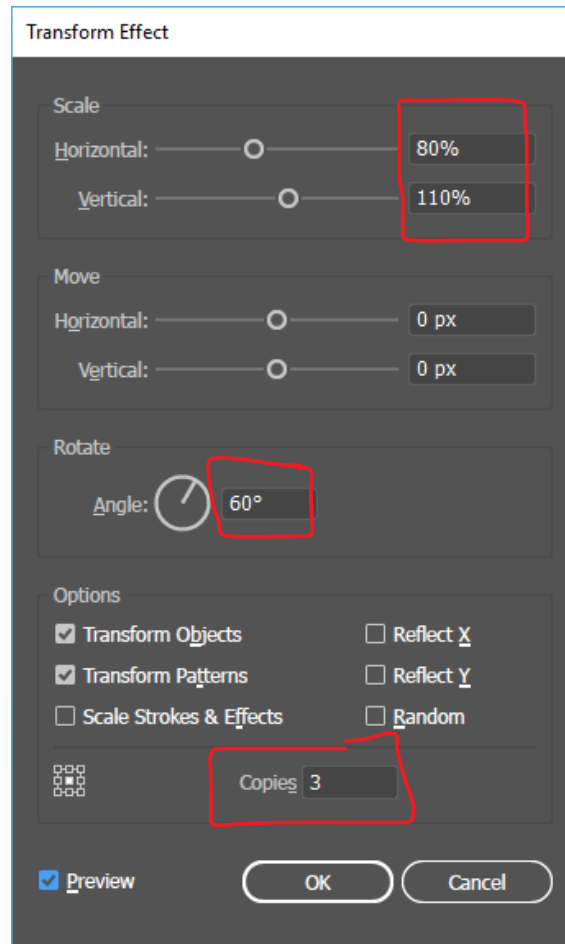 Transform Effect
Scale
Horizontal: 80%
Vertical: 110%
Move
Horizontal: 0 px
Vertical: 0 px
Rotate
Angle: 60°
Options
Transform Objects Reflect X
Transform Patterns Reflect Y
Scale Strokes & Effects Random
Copies 3
Preview OK Cancel